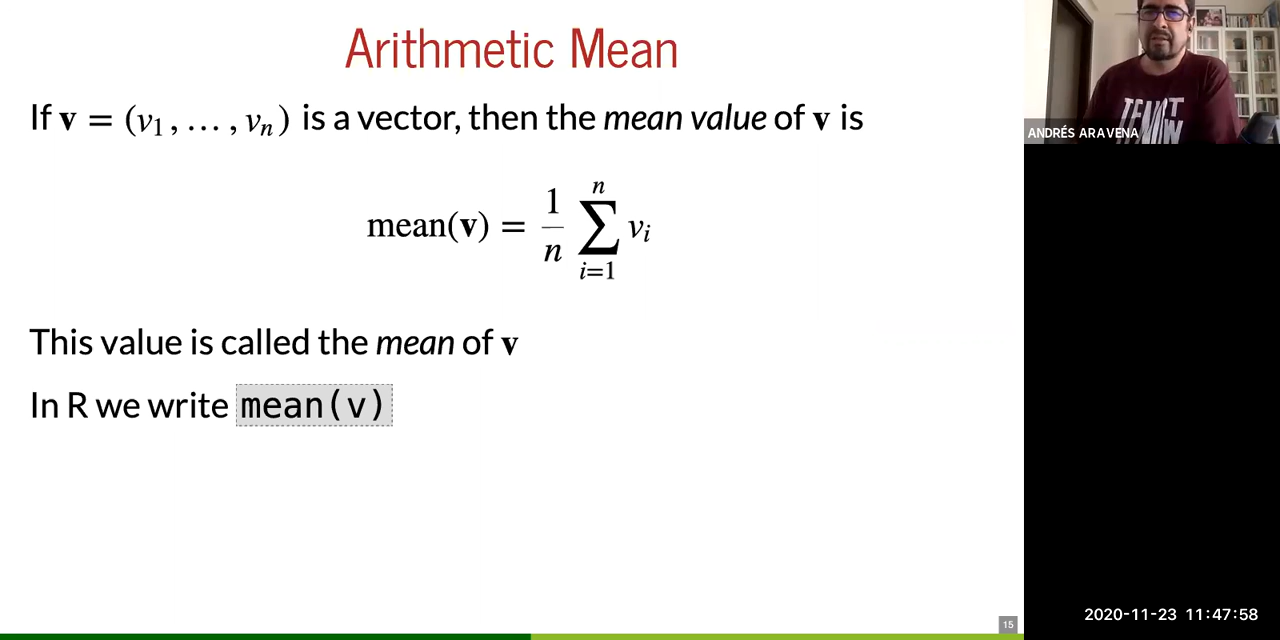 Arithmetic Mean
If v = (v₁, …, vₙ) is a vector, then the mean value of v is
mean(v) = 1/n ∑ᵢ₌₁ⁿ vᵢ
This value is called the mean of v
In R we write mean(v)
15
ANDRÉS ARAVENA
2020-11-23 11:47:58